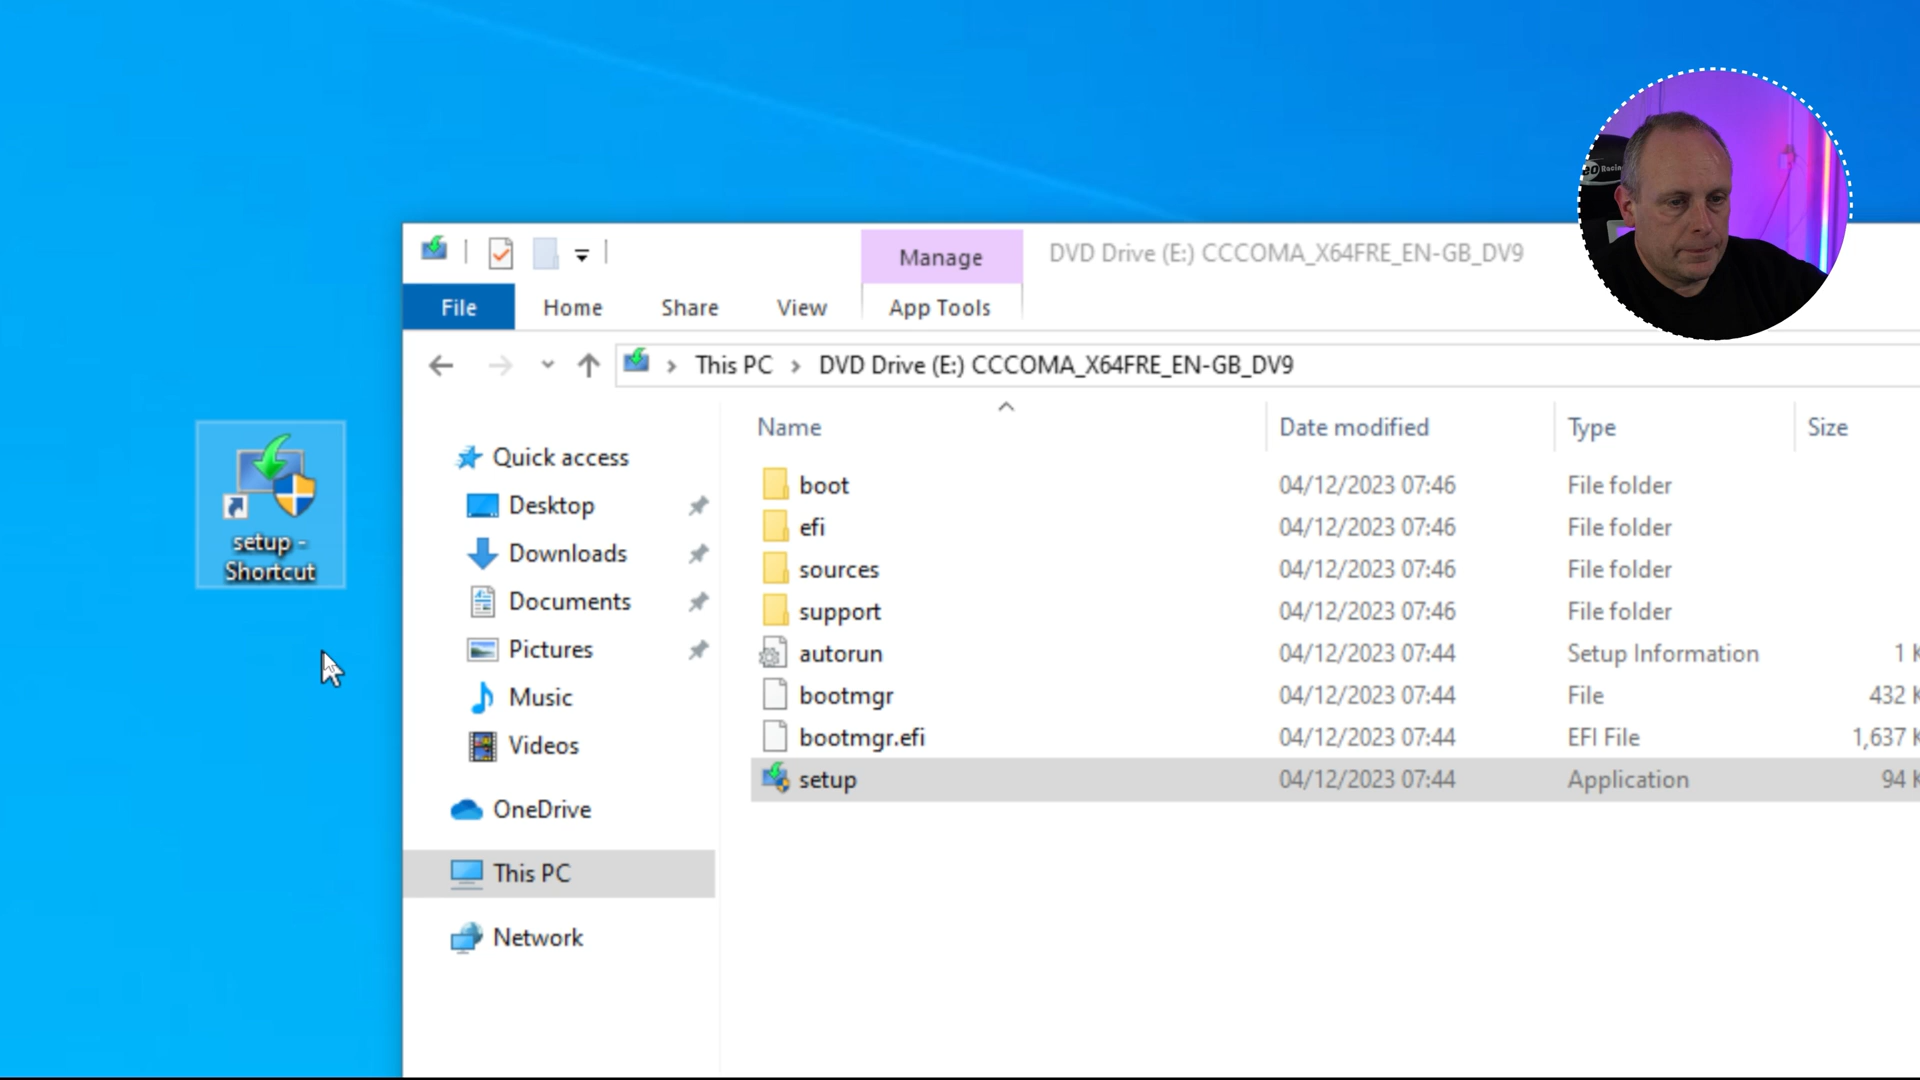 Manage
DVD Drive (E:) CCCOMA_X64FRE_EN-GB_DV9
File
Home
Share
View
App Tools
This PC
DVD Drive (E:) CCCOMA_X64FRE_EN-GB_DV9
setup -
Shortcut
Quick access
Desktop
Downloads
Documents
Pictures
Music
Videos
OneDrive
This PC
Network
Name Date modified Type Size
boot 04/12/2023 07:46 File folder
efi 04/12/2023 07:46 File folder
sources 04/12/2023 07:46 File folder
support 04/12/2023 07:46 File folder
autorun 04/12/2023 07:44 Setup Information 1 K
bootmgr 04/12/2023 07:44 File 432 K
bootmgr.efi 04/12/2023 07:44 EFI File 1,637 K
setup 04/12/2023 07:44 Application 94 K